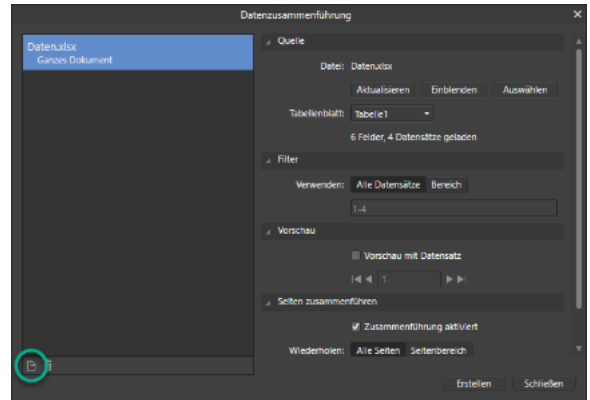 Datenzusammenführung
Daten.xlsx
Ganzes Dokument
Quelle
Datei: Daten.xlsx
Aktualisieren Einblenden Auswählen
Tabellenblatt: Tabelle1
6 Felder, 4 Datensätze geladen
Filter
Verwenden: Alle Datensätze Bereich
1-4
Vorschau
Vorschau mit Datensatz
1
Seiten zusammenführen
Zusammenführung aktiviert
Wiederholen: Alle Seiten Seitenbereich
Erstellen Schließen